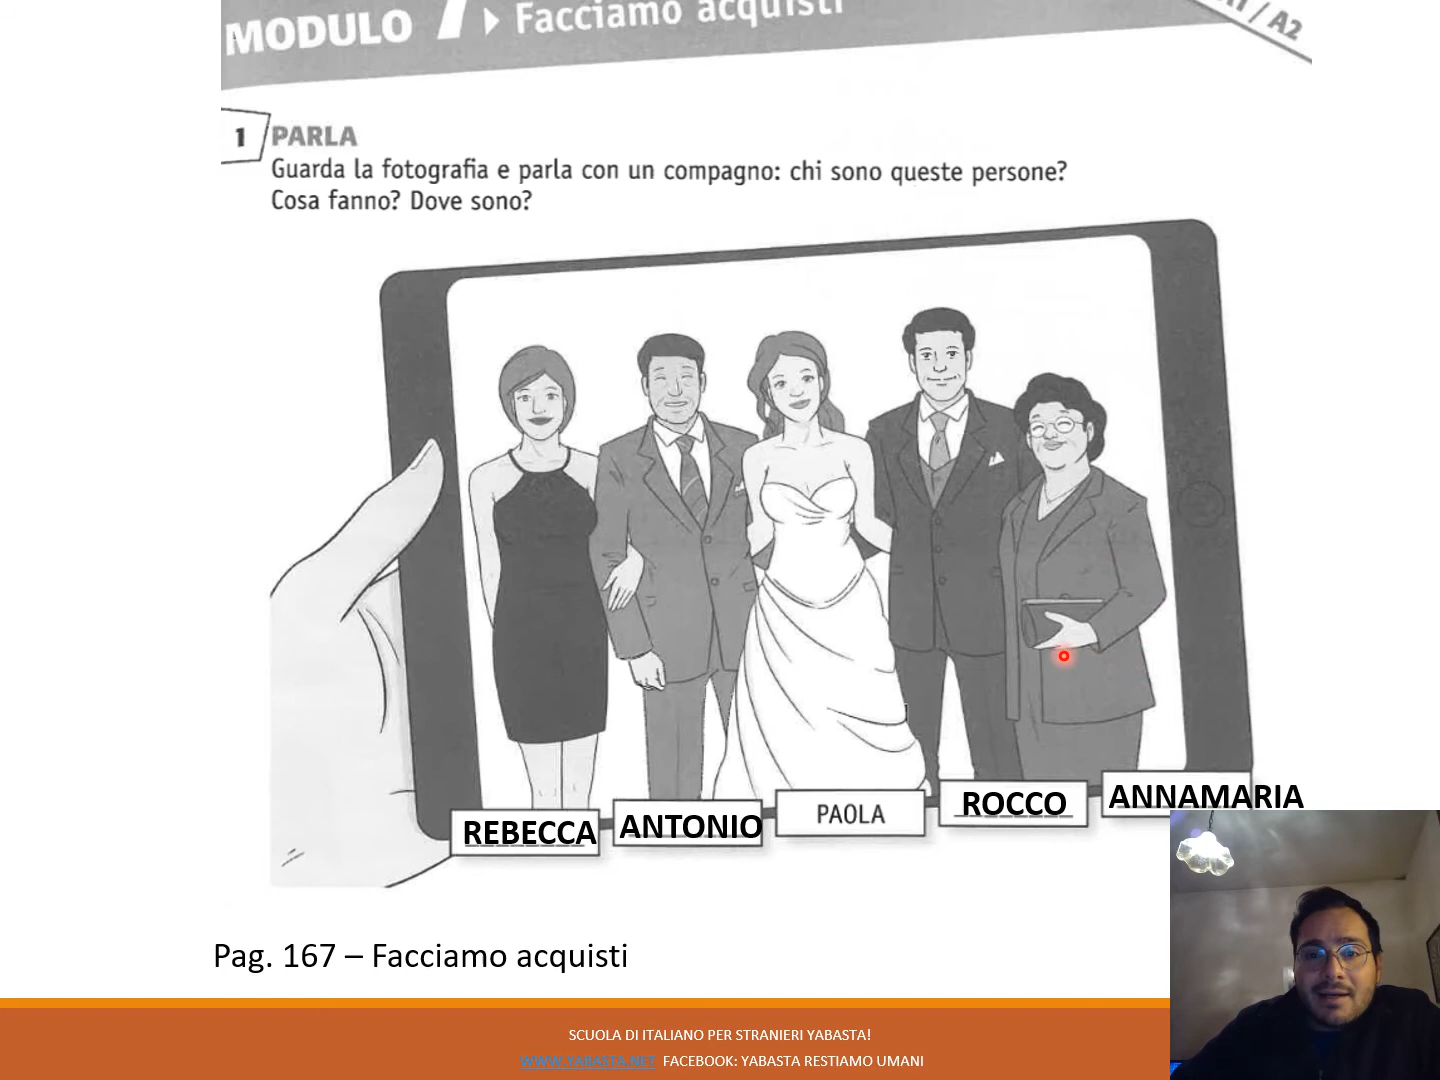 MODULO 7 Facciamo acquisti
/ A2
1 PARLA
Guarda la fotografia e parla con un compagno: chi sono queste persone?
Cosa fanno? Dove sono?
REBECCA ANTONIO PAOLA ROCCO ANNAMARIA
Pag. 167 – Facciamo acquisti
SCUOLA DI ITALIANO PER STRANIERI YABASTA!
WWW.YABASTA.NET FACEBOOK: YABASTA RESTIAMO UMANI